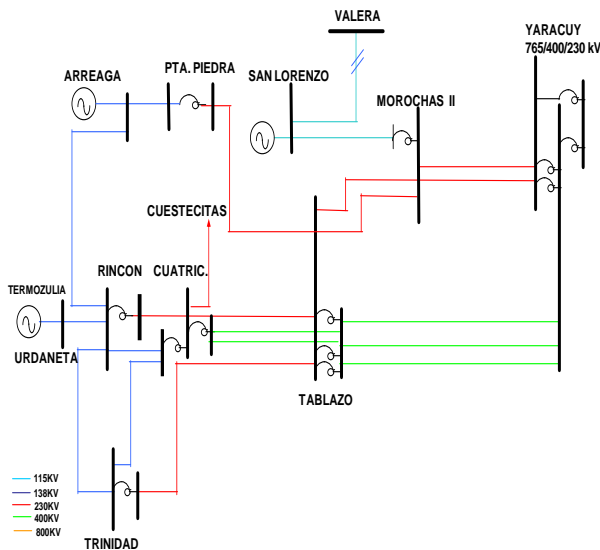 VALERA
YARACUY
765/400/230 kV
ARREAGA
PTA. PIEDRA
SAN LORENZO
MOROCHAS II
CUESTECITAS
RINCON
CUATRIC.
TERMOZULIA
URDANETA
TABLAZO
115KV
138KV
230KV
400KV
800KV
TRINIDAD